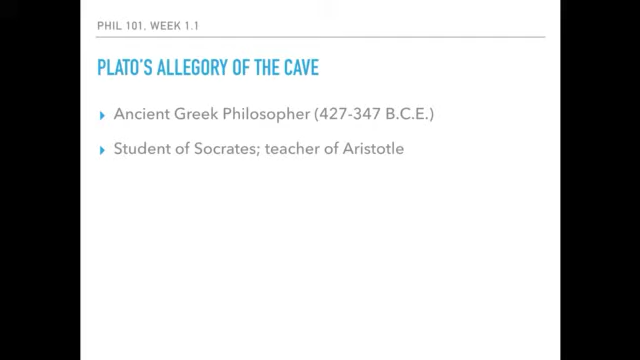 PHIL 101, WEEK 1.1
PLATO'S ALLEGORY OF THE CAVE
▸ Ancient Greek Philosopher (427-347 B.C.E.)
▸ Student of Socrates; teacher of Aristotle